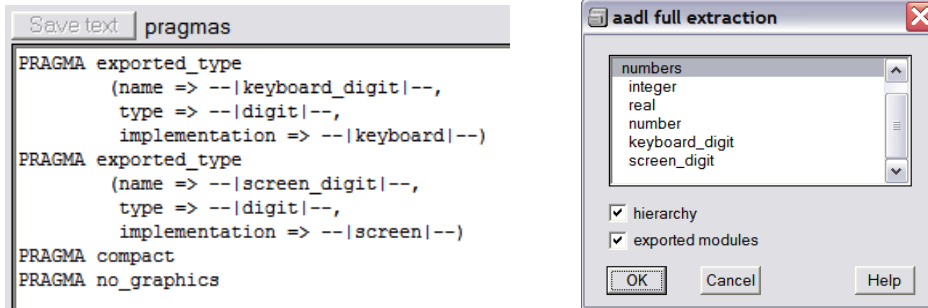 Save text pragmas
PRAGMA exported_type
(name => --|keyboard_digit|--,
type => --|digit|--,
implementation => --|keyboard|--)
PRAGMA exported_type
(name => --|screen_digit|--,
type => --|digit|--,
implementation => --|screen|--)
PRAGMA compact
PRAGMA no_graphics
aadl full extraction
numbers
integer
real
number
keyboard_digit
screen_digit
hierarchy
exported modules
OK Cancel Help